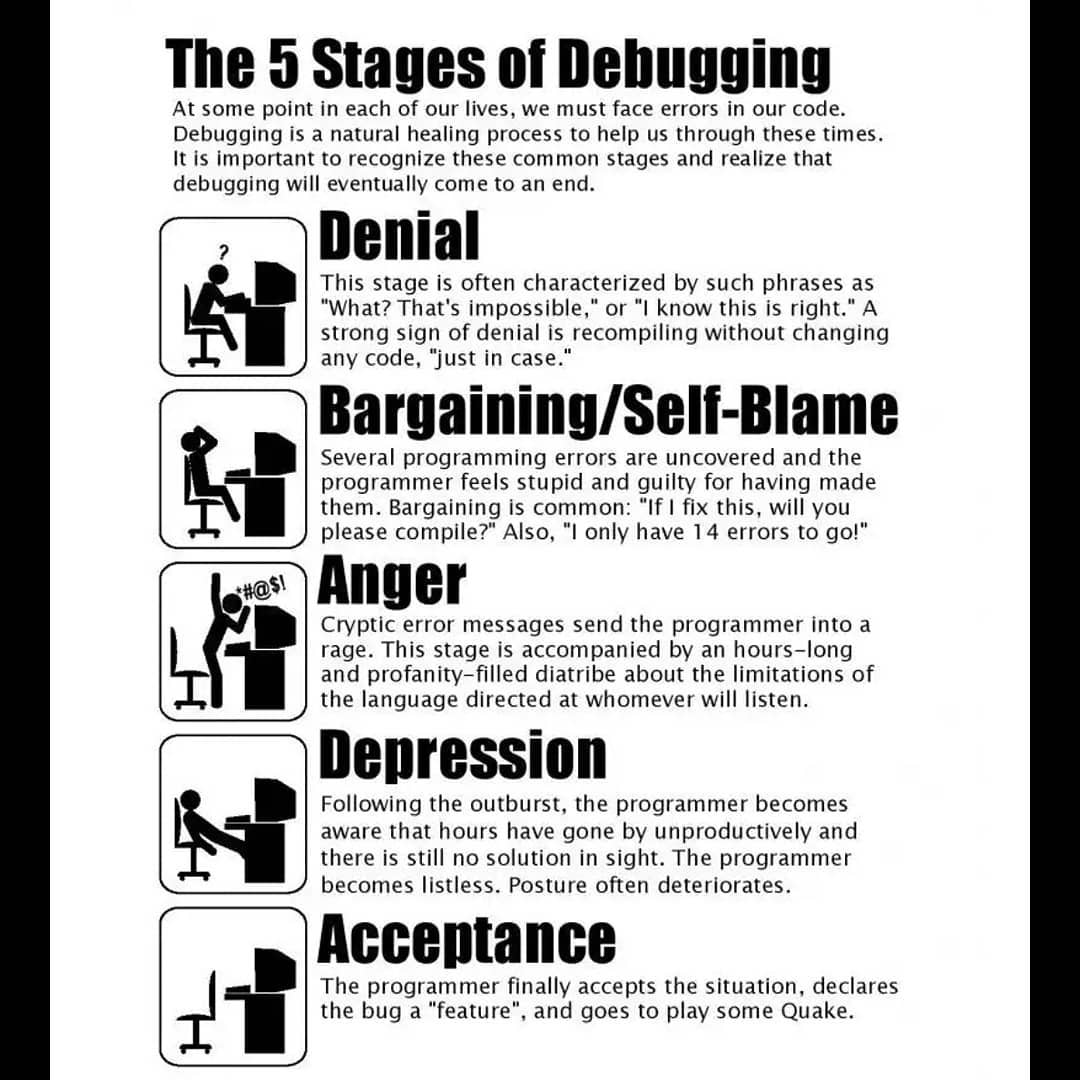 The 5 Stages of Debugging
At some point in each of our lives, we must face errors in our code.
Debugging is a natural healing process to help us through these times.
It is important to recognize these common stages and realize that
debugging will eventually come to an end.
Denial
?
This stage is often characterized by such phrases as
"What? That's impossible," or "I know this is right." A
strong sign of denial is recompiling without changing
any code, "just in case."
Bargaining/Self-Blame
Several programming errors are uncovered and the
programmer feels stupid and guilty for having made
them. Bargaining is common: "If I fix this, will you
please compile?" Also, "I only have 14 errors to go!"
Anger
*#@$!
Cryptic error messages send the programmer into a
rage. This stage is accompanied by an hours-long
and profanity-filled diatribe about the limitations of
the language directed at whomever will listen.
Depression
Following the outburst, the programmer becomes
aware that hours have gone by unproductively and
there is still no solution in sight. The programmer
becomes listless. Posture often deteriorates.
Acceptance
The programmer finally accepts the situation, declares
the bug a "feature", and goes to play some Quake.